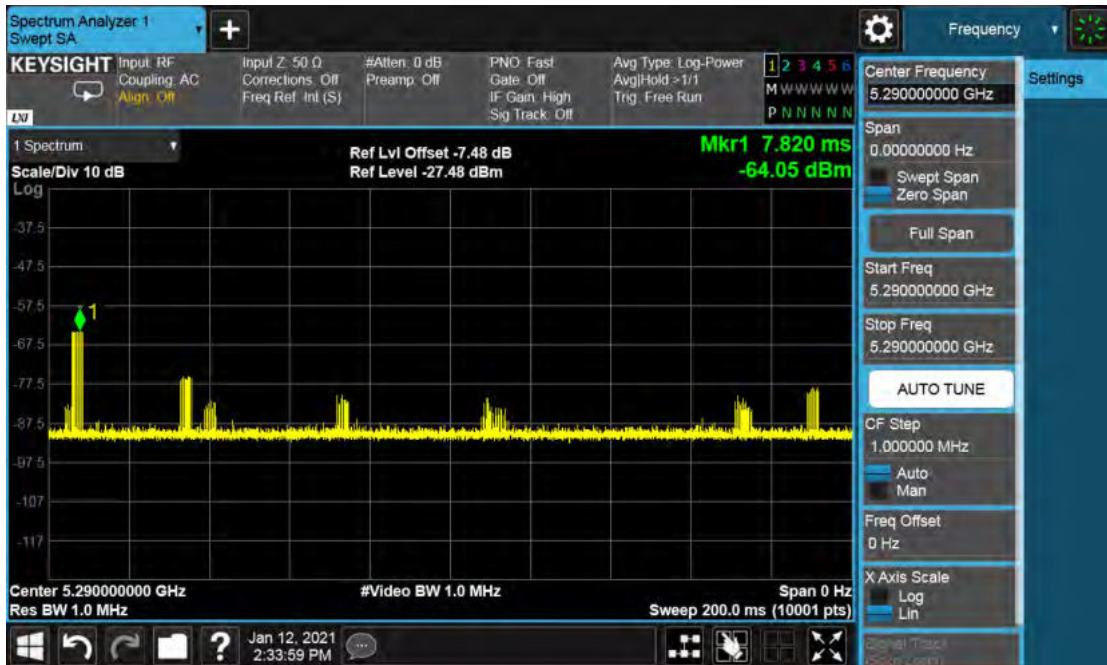 Spectrum Analyzer 1
Swept SA
+
Frequency
KEYSIGHT
LXI
Input: RF
Coupling: AC
Align: Off
Input Z: 50 Ω
Corrections: Off
Freq Ref: Int (S)
#Atten: 0 dB
Preamp: Off
PNO: Fast
Gate: Off
IF Gain: High
Sig Track: Off
Avg Type: Log-Power
Avg|Hold: >1/1
Trig: Free Run
1 2 3 4 5 6
M W W W W W W
P N N N N N N
1 Spectrum
Scale/Div 10 dB
Ref Lvl Offset -7.48 dB
Ref Level -27.48 dBm
Mkr1 7.820 ms
-64.05 dBm
Log
-37.5
-47.5
-57.5
-67.5
-77.5
-87.5
-97.5
-107
-117
1
Center 5.290000000 GHz
Res BW 1.0 MHz
#Video BW 1.0 MHz
Span 0 Hz
Sweep 200.0 ms (10001 pts)
Center Frequency
5.290000000 GHz
Span
0.00000000 Hz
Swept Span
Zero Span
Full Span
Start Freq
5.290000000 GHz
Stop Freq
5.290000000 GHz
AUTO TUNE
CF Step
1.000000 MHz
Auto
Man
Freq Offset
0 Hz
X Axis Scale
Log
Lin
Signal Track
Settings
?
Jan 12, 2021
2:33:59 PM